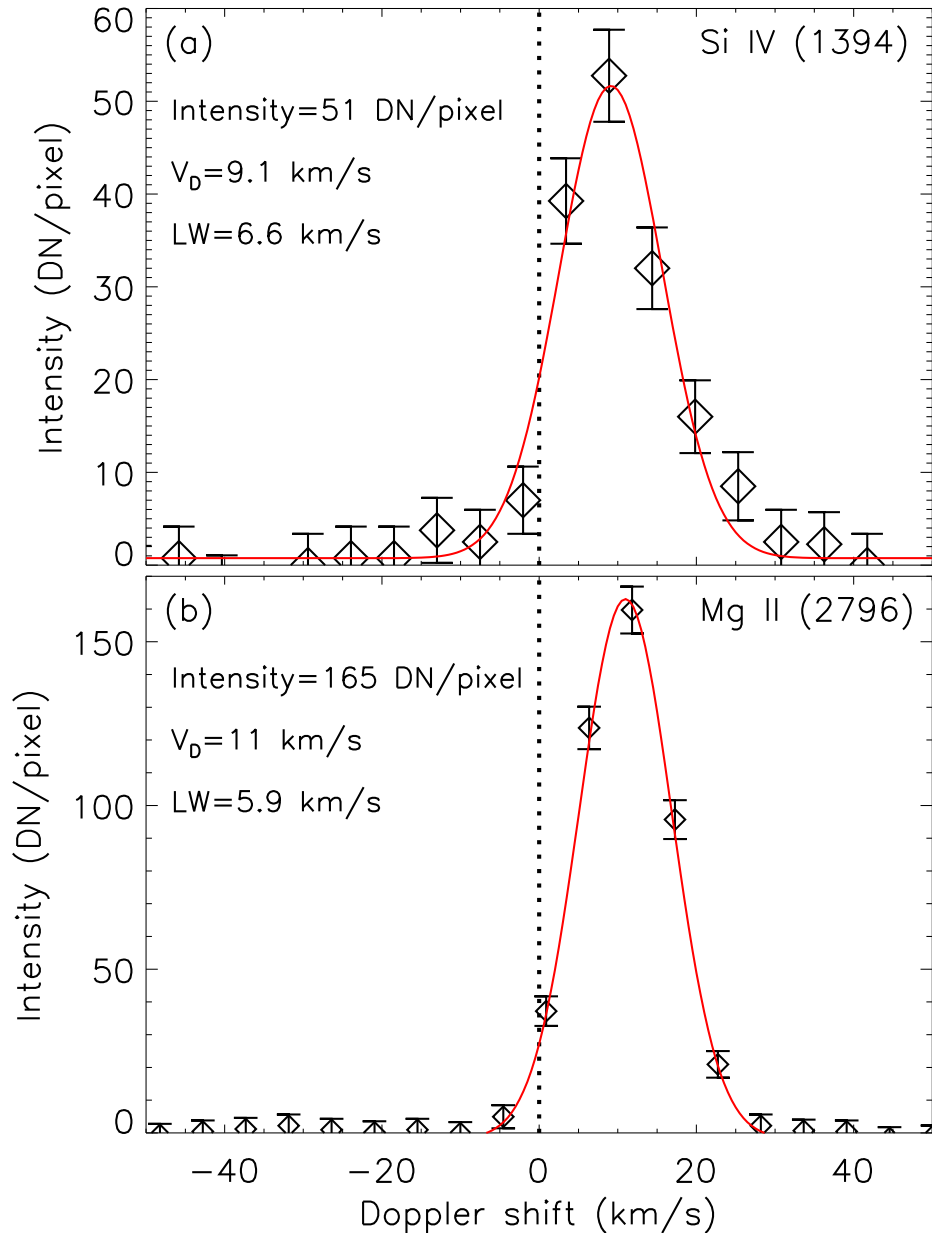 (a)
Si IV (1394)
Intensity=51 DN/pixel
V_D=9.1 km/s
LW=6.6 km/s
Intensity (DN/pixel)
60
50
40
30
20
10
0
(b)
Mg II (2796)
Intensity=165 DN/pixel
V_D=11 km/s
LW=5.9 km/s
Intensity (DN/pixel)
150
100
50
0
−40 −20 0 20 40
Doppler shift (km/s)